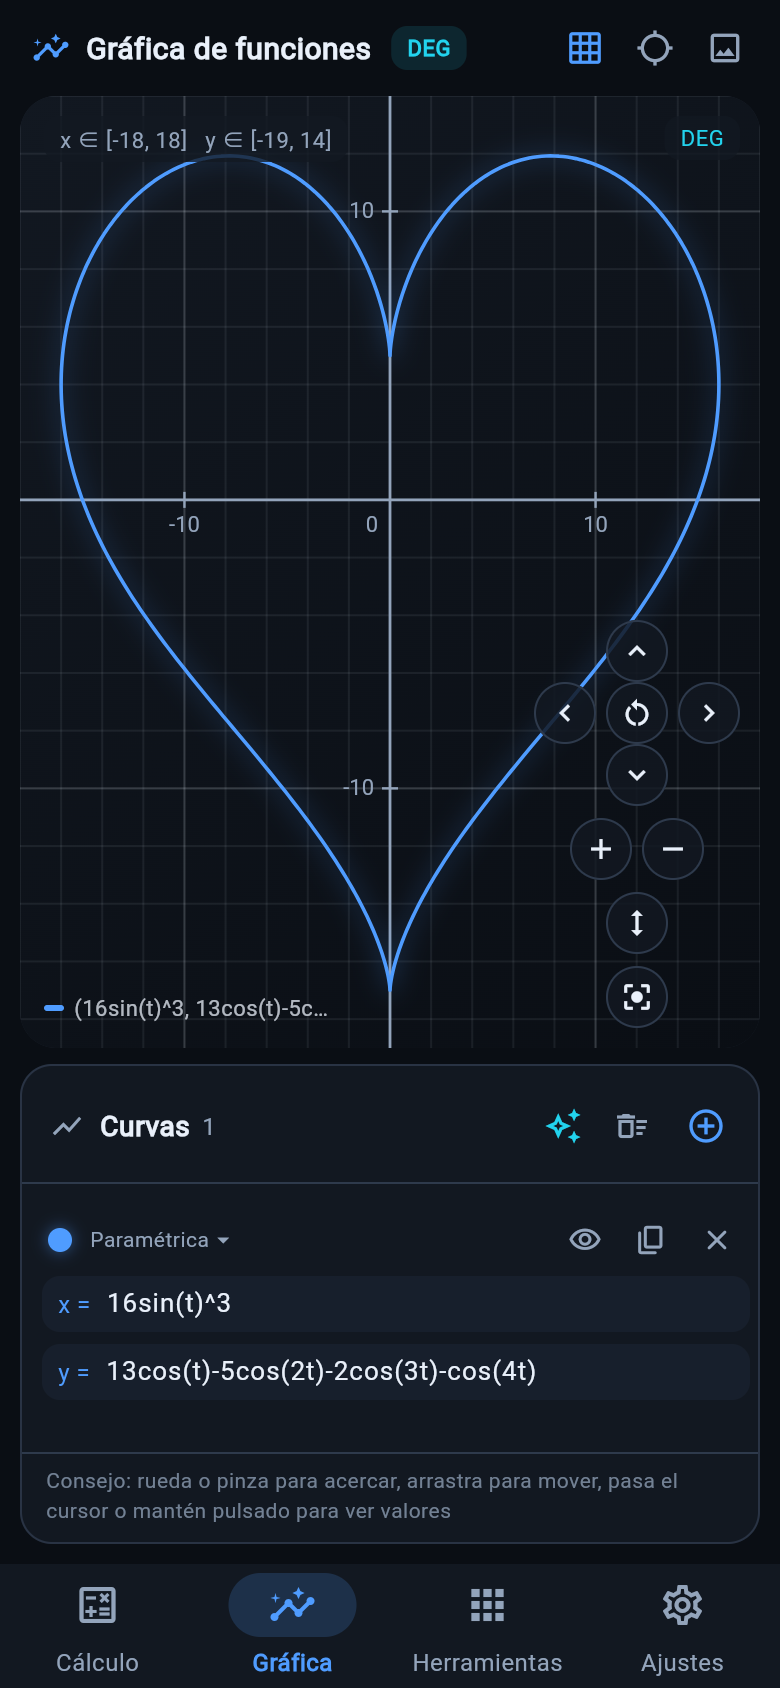 Gráfica de funciones DEG
x ∈ [-18, 18] y ∈ [-19, 14] DEG
10
-10 0 10
-10
(16sin(t)^3, 13cos(t)-5c...
Curvas 1
Paramétrica
x = 16sin(t)^3
y = 13cos(t)-5cos(2t)-2cos(3t)-cos(4t)
Consejo: rueda o pinza para acercar, arrastra para mover, pasa el
cursor o mantén pulsado para ver valores
Cálculo Gráfica Herramientas Ajustes